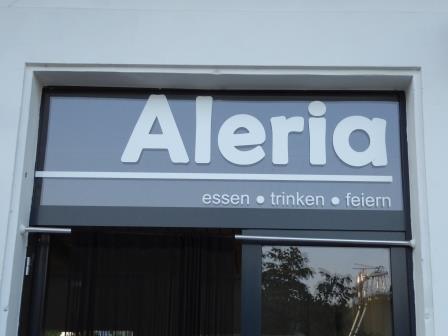 Aleria
essen ● trinken ● feiern